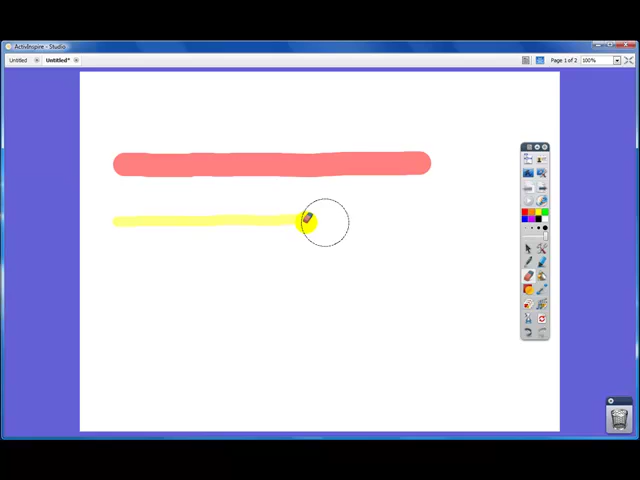 ActivInspire - Studio
Untitled Untitled* Page 1 of 2 100%